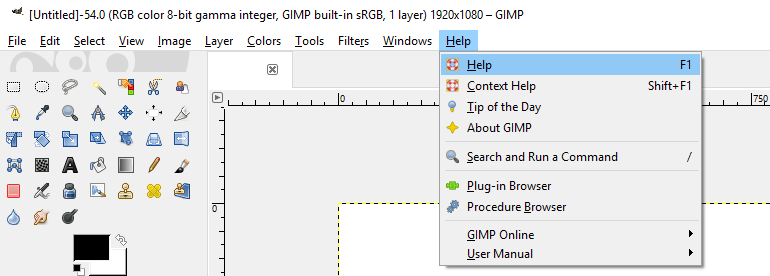 [Untitled]-54.0 (RGB color 8-bit gamma integer, GIMP built-in sRGB, 1 layer) 1920x1080 – GIMP
File Edit Select View Image Layer Colors Tools Filters Windows Help
Help F1
Context Help Shift+F1
Tip of the Day
About GIMP
Search and Run a Command /
Plug-in Browser
Procedure Browser
GIMP Online
User Manual
0 750
0